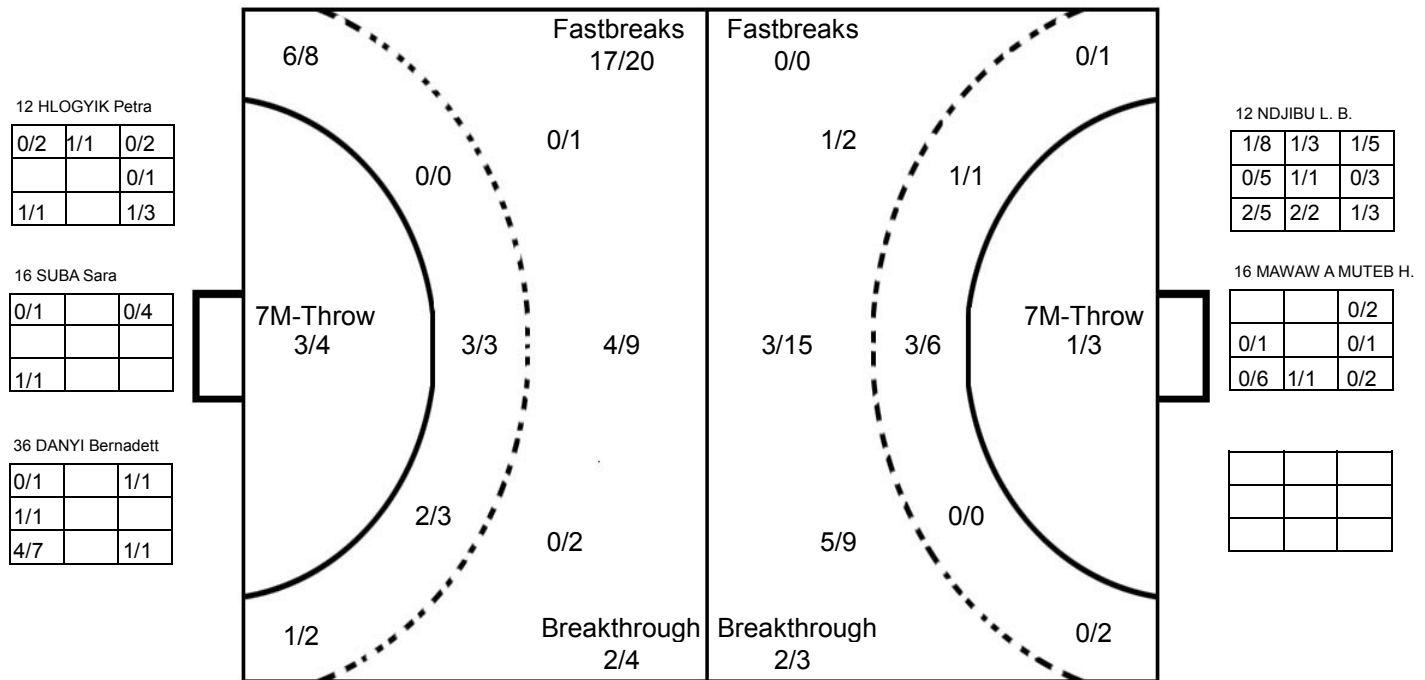 Fastbreaks
17/20
Fastbreaks
0/0
6/8
0/1
0/1
1/2
0/0
1/1
7M-Throw
3/4
3/3
4/9
3/15
3/6
7M-Throw
1/3
2/3
0/2
5/9
0/0
1/2
0/2
Breakthrough
2/4
Breakthrough
2/3
12 HLOGYIK Petra
0/2 1/1 0/2
0/1
1/1 1/3
16 SUBA Sara
0/1 0/4
1/1
36 DANYI Bernadett
0/1 1/1
1/1
4/7 1/1
12 NDJIBU L. B.
1/8 1/3 1/5
0/5 1/1 0/3
2/5 2/2 1/3
16 MAWAW A MUTEB H.
0/2
0/1 0/1
0/6 1/1 0/2